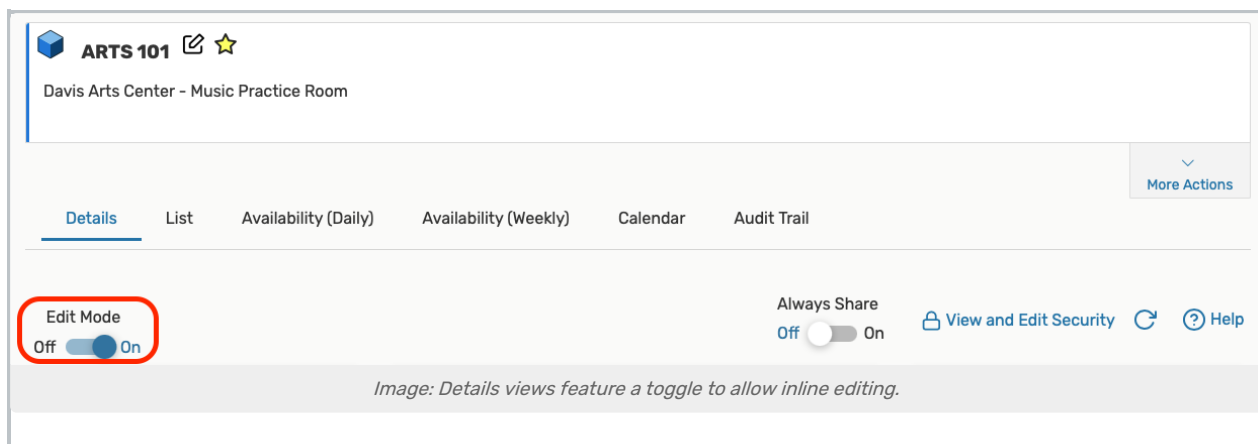 ARTS 101
Davis Arts Center - Music Practice Room
More Actions
Details List Availability (Daily) Availability (Weekly) Calendar Audit Trail
Edit Mode
Off On
Always Share
Off On
View and Edit Security
Help
Image: Details views feature a toggle to allow inline editing.